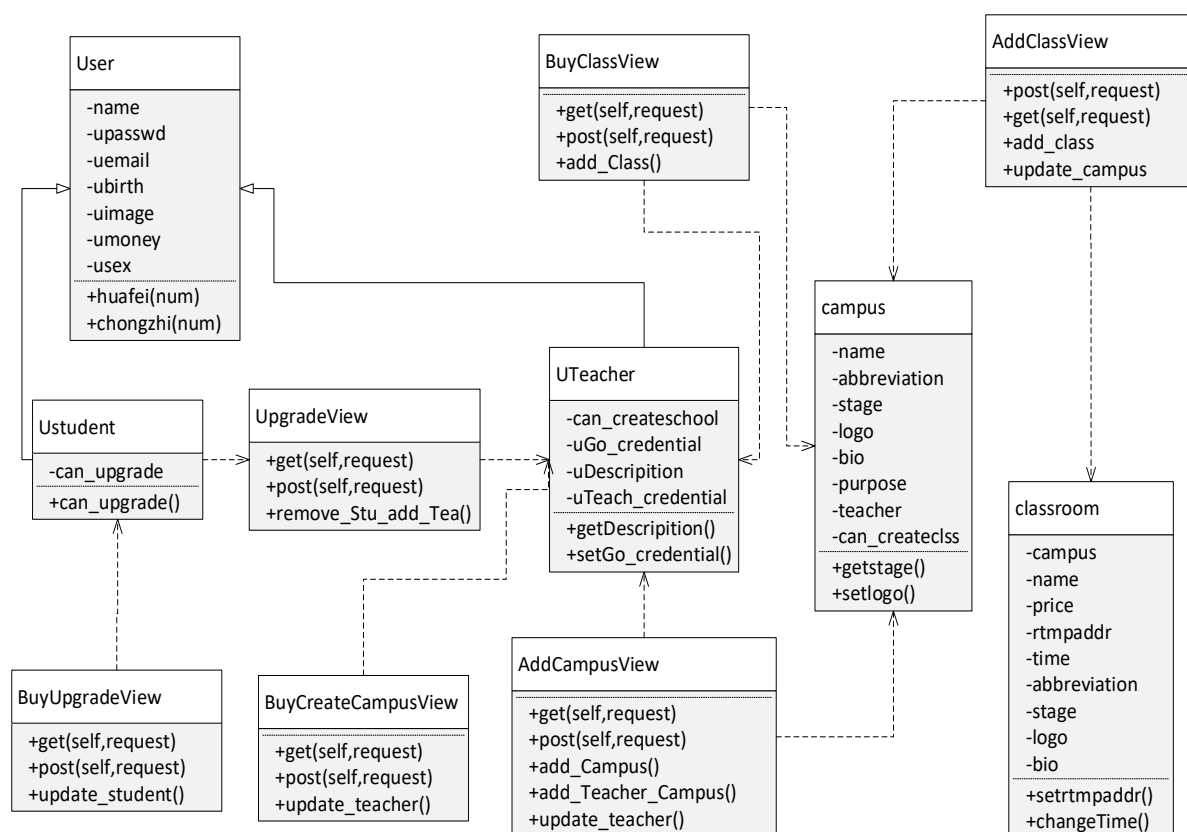 User
-name
-upasswd
-uemail
-ubirth
-uimage
-umoney
-usex
+huafei(num)
+chongzhi(num)
BuyClassView
+get(self,request)
+post(self,request)
+add_Class()
AddClassView
+post(self,request)
+get(self,request)
+add_class
+update_campus
campus
-name
-abbreviation
-stage
-logo
-bio
-purpose
-teacher
-can_createclss
+getstage()
+setlogo()
UTeacher
-can_createschool
-uGo_credential
-uDescripition
-uTeach_credential
+getDescripition()
+setGo_credential()
UpgradeView
+get(self,request)
+post(self,request)
+remove_Stu_add_Tea()
Ustudent
-can_upgrade
+can_upgrade()
classroom
-campus
-name
-price
-rtmpaddr
-time
-abbreviation
-stage
-logo
-bio
+setrtmpaddr()
+changeTime()
BuyUpgradeView
+get(self,request)
+post(self,request)
+update_student()
BuyCreateCampusView
+get(self,request)
+post(self,request)
+update_teacher()
AddCampusView
+get(self,request)
+post(self,request)
+add_Campus()
+add_Teacher_Campus()
+update_teacher()